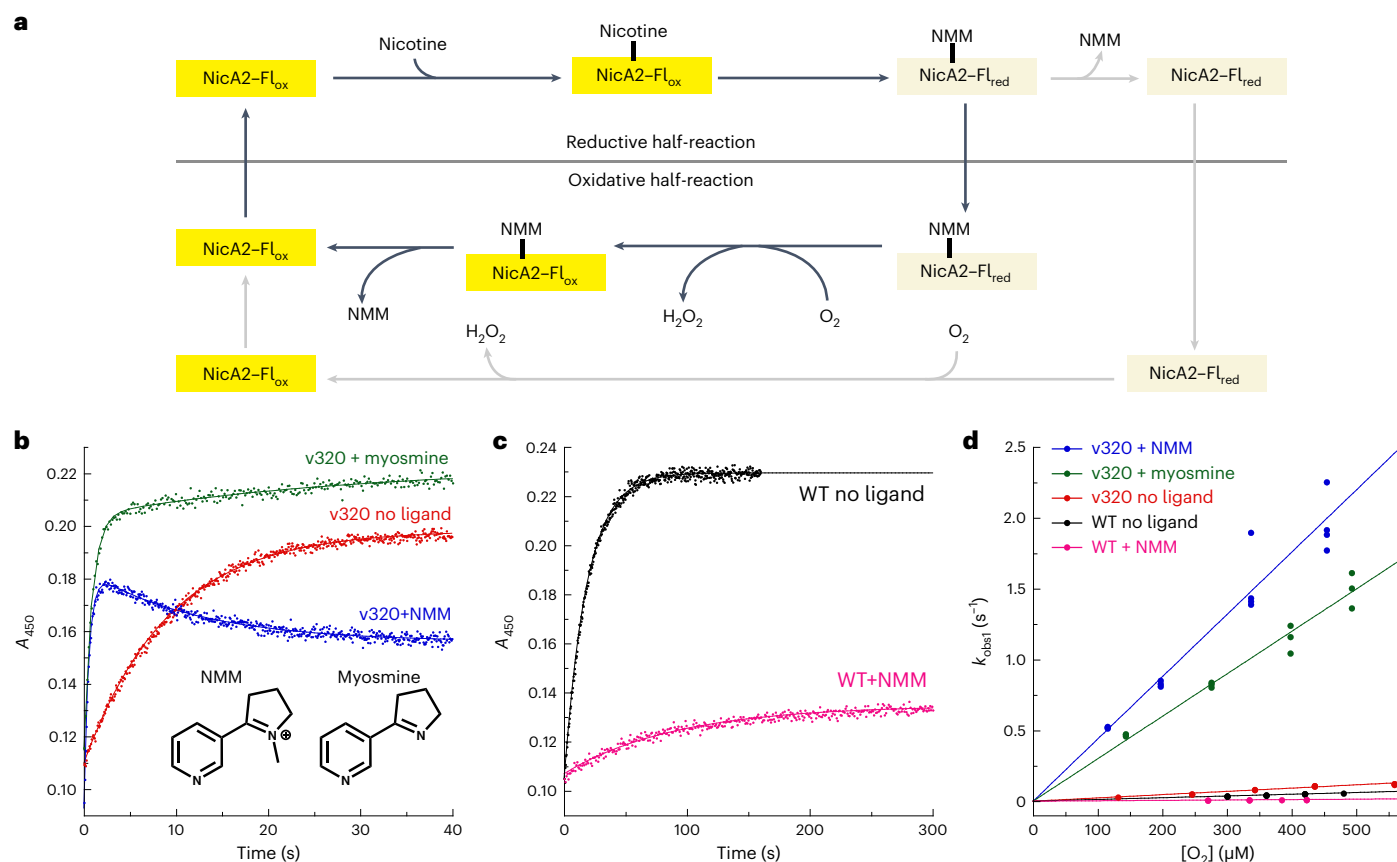 a
Nicotine
NicA2–Flox
Nicotine
NicA2–Flox
NMM
NicA2–Flred
NMM
NicA2–Flred
Reductive half-reaction
Oxidative half-reaction
NicA2–Flox
NMM
NMM
NicA2–Flox
H2O2
O2
NMM
NicA2–Flred
H2O2
O2
NicA2–Flox
NicA2–Flred
b
A450
0.22
0.20
0.18
0.16
0.14
0.12
0.10
v320 + myosmine
v320 no ligand
v320+NMM
NMM
N
N
⊕
Myosmine
N
N
0
10
20
30
40
Time (s)
c
A450
0.24
0.22
0.20
0.18
0.16
0.14
0.12
0.10
WT no ligand
WT+NMM
0
100
200
300
Time (s)
d
kobs1 (s−1)
2.5
2.0
1.5
1.0
0.5
0
v320 + NMM
v320 + myosmine
v320 no ligand
WT no ligand
WT + NMM
0
100
200
300
400
500
[O2] (µM)